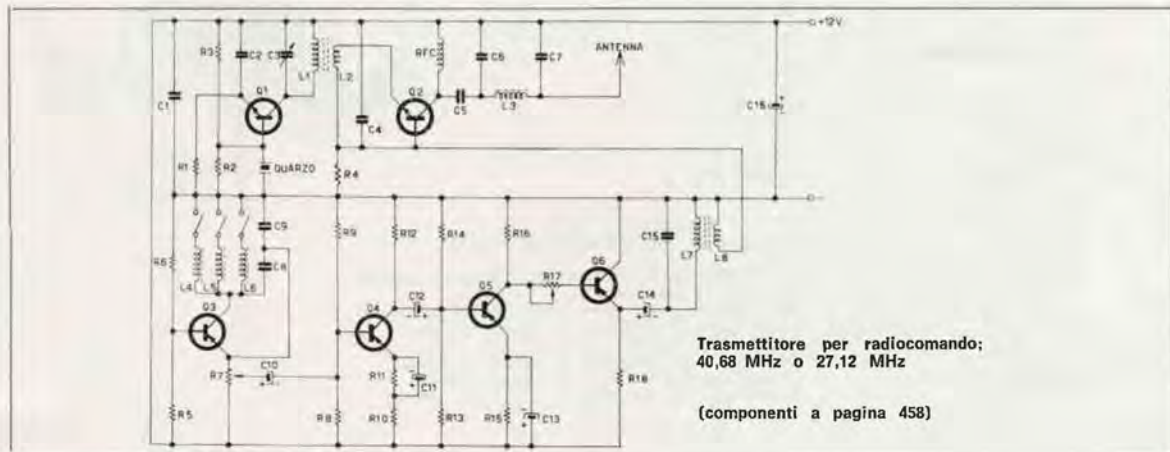 +12V
R3
C2
C3
L1
L2
RFC
C6
C7
ANTENNA
C1
Q1
C4
Q2
C5
L3
C16
R1
R2
QUARZO
R4
-
R6
L4
L5
L6
C9
C8
R9
R12
R14
R16
C15
L7
L8
Q3
Q4
C12
Q5
R17
Q6
C14
R7
C10
R11
C11
R18
R5
R8
R10
R13
R15
C13
Trasmettitore per radiocomando;
40,68 MHz o 27,12 MHz
(componenti a pagina 458)